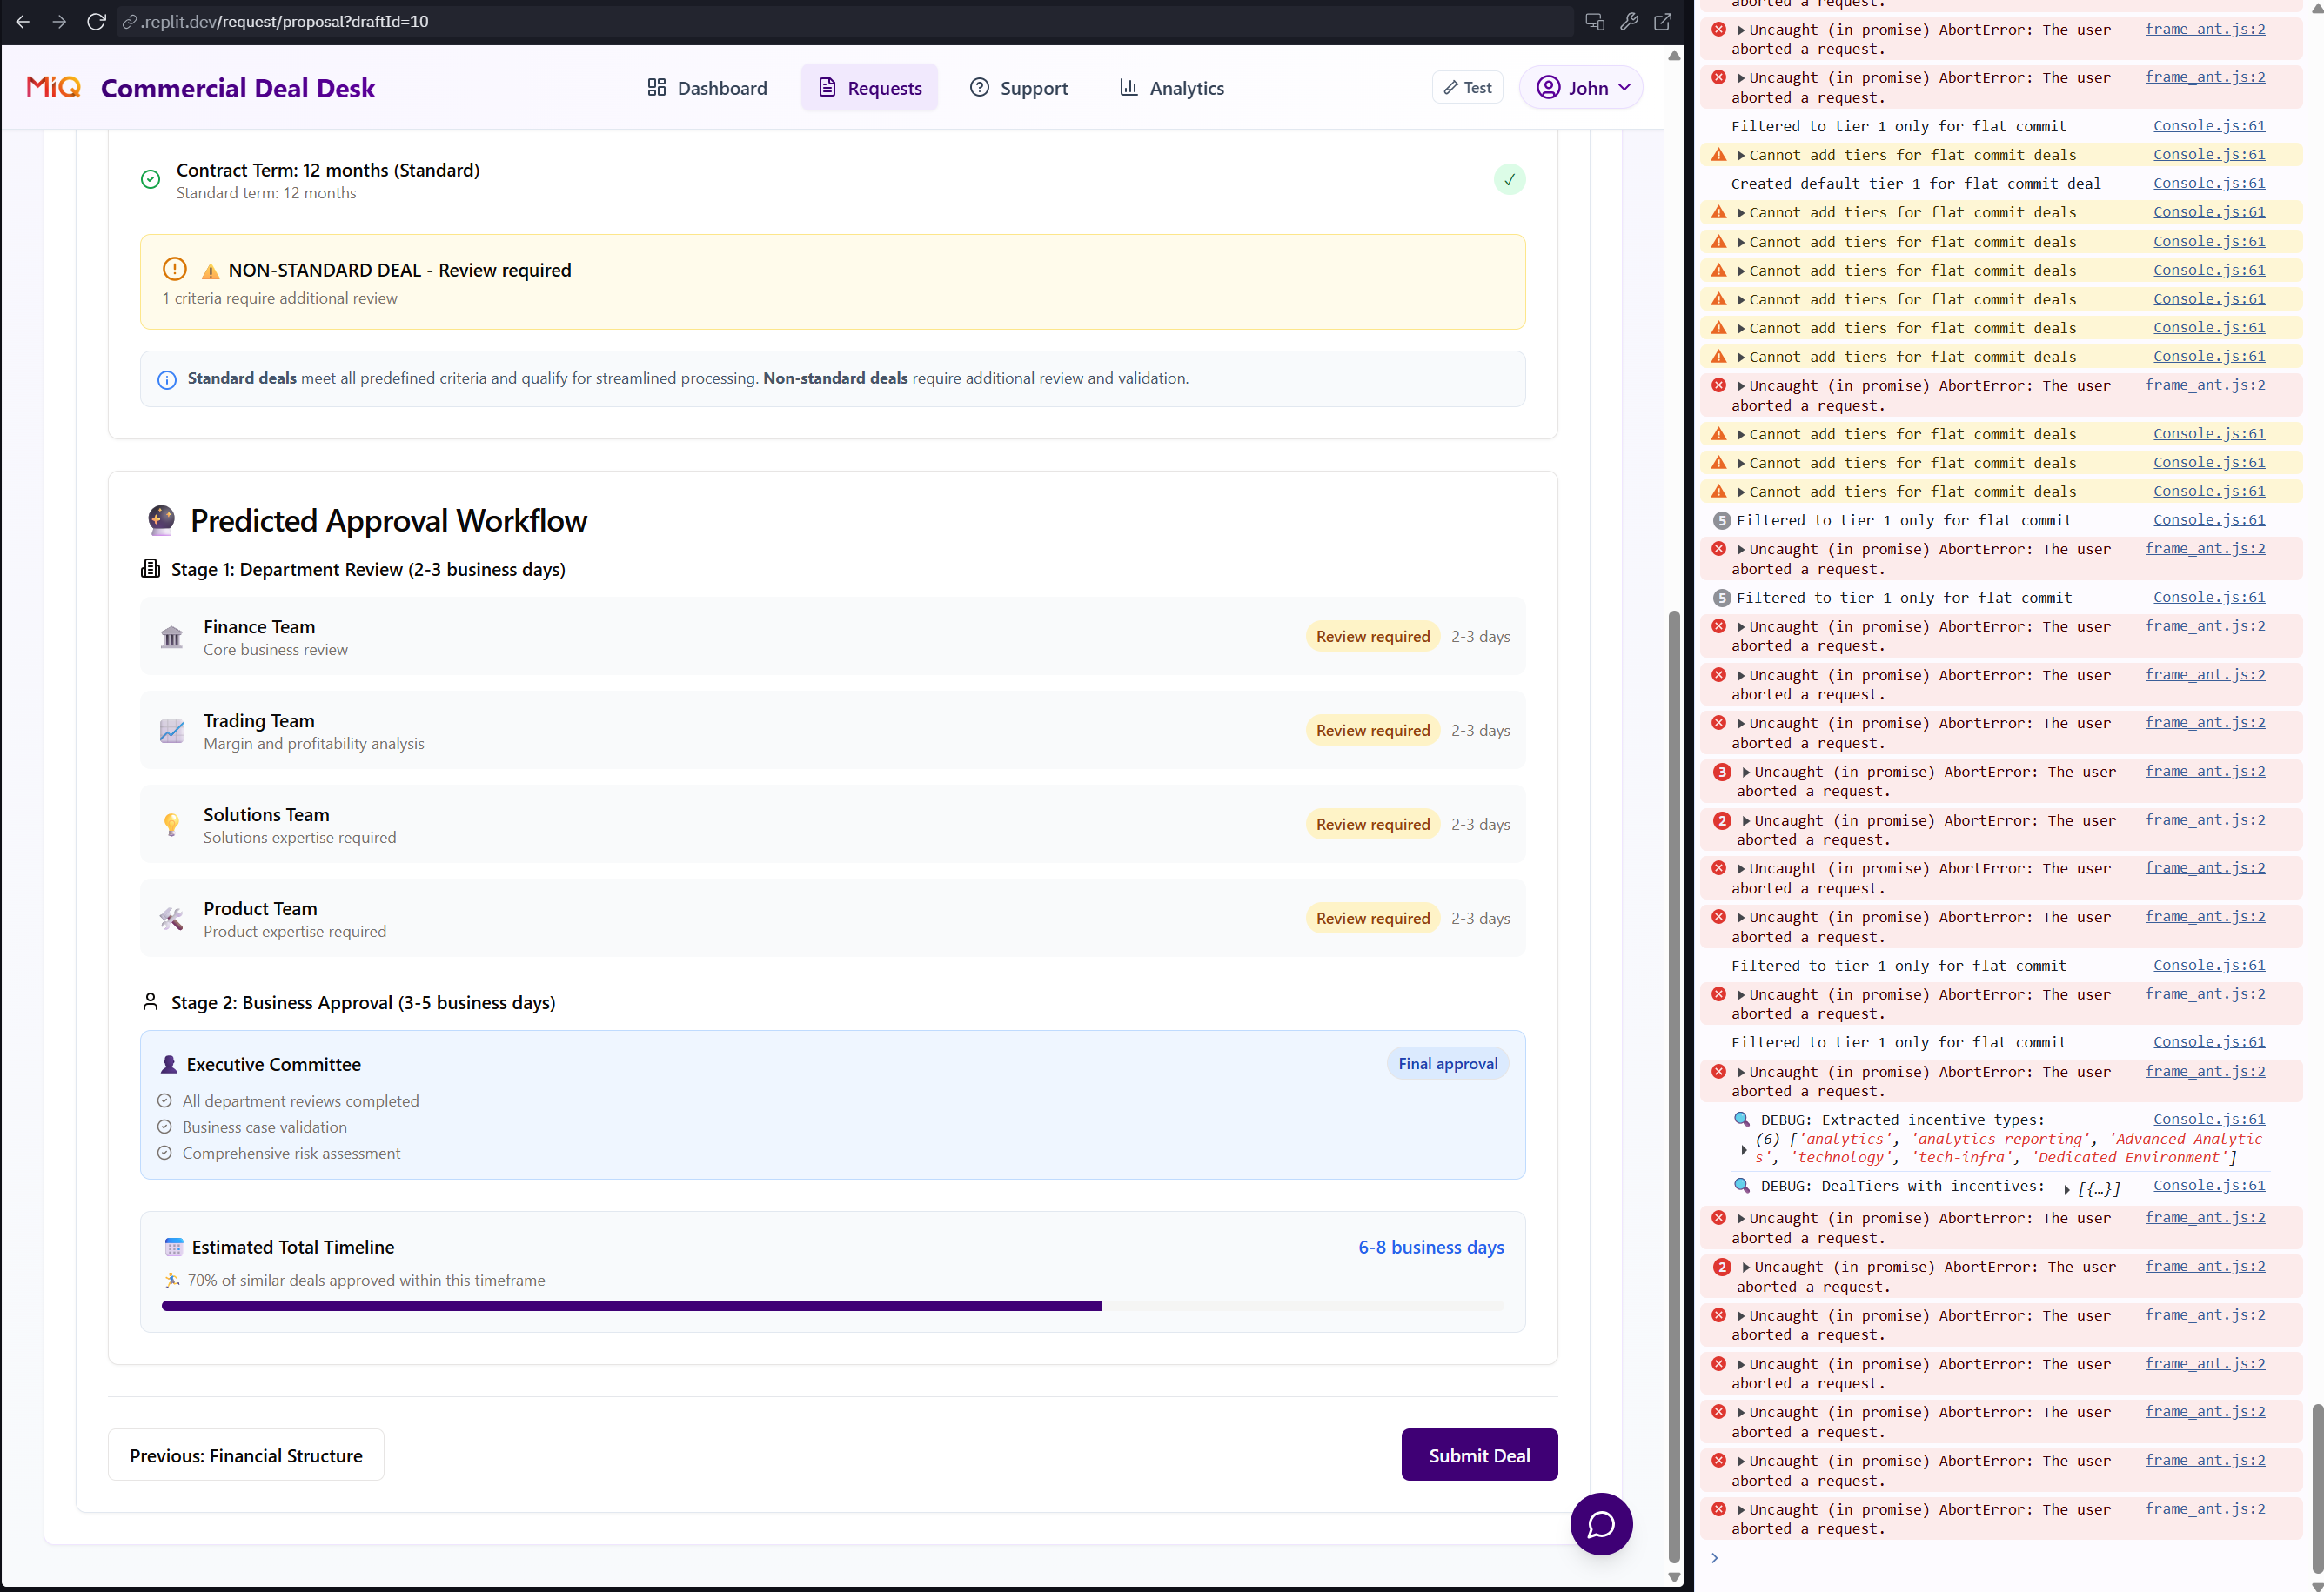 .replit.dev/request/proposal?draftId=10
MiQ Commercial Deal Desk
Dashboard
Requests
Support
Analytics
Test
John
Contract Term: 12 months (Standard)
Standard term: 12 months
✓
⚠️ NON-STANDARD DEAL - Review required
1 criteria require additional review
Standard deals meet all predefined criteria and qualify for streamlined processing. Non-standard deals require additional review and validation.
🔮 Predicted Approval Workflow
Stage 1: Department Review (2-3 business days)
Finance Team
Core business review
Review required 2-3 days
Trading Team
Margin and profitability analysis
Review required 2-3 days
Solutions Team
Solutions expertise required
Review required 2-3 days
Product Team
Product expertise required
Review required 2-3 days
Stage 2: Business Approval (3-5 business days)
Executive Committee
Final approval
All department reviews completed
Business case validation
Comprehensive risk assessment
Estimated Total Timeline
6-8 business days
70% of similar deals approved within this timeframe
Previous: Financial Structure
Submit Deal
aborted a request.
Uncaught (in promise) AbortError: The user frame_ant.js:2
aborted a request.
Uncaught (in promise) AbortError: The user frame_ant.js:2
aborted a request.
Filtered to tier 1 only for flat commit Console.js:61
Cannot add tiers for flat commit deals Console.js:61
Created default tier 1 for flat commit deal Console.js:61
Cannot add tiers for flat commit deals Console.js:61
Cannot add tiers for flat commit deals Console.js:61
Cannot add tiers for flat commit deals Console.js:61
Cannot add tiers for flat commit deals Console.js:61
Cannot add tiers for flat commit deals Console.js:61
Cannot add tiers for flat commit deals Console.js:61
Uncaught (in promise) AbortError: The user frame_ant.js:2
aborted a request.
Cannot add tiers for flat commit deals Console.js:61
Cannot add tiers for flat commit deals Console.js:61
Cannot add tiers for flat commit deals Console.js:61
5 Filtered to tier 1 only for flat commit Console.js:61
Uncaught (in promise) AbortError: The user frame_ant.js:2
aborted a request.
5 Filtered to tier 1 only for flat commit Console.js:61
Uncaught (in promise) AbortError: The user frame_ant.js:2
aborted a request.
Uncaught (in promise) AbortError: The user frame_ant.js:2
aborted a request.
Uncaught (in promise) AbortError: The user frame_ant.js:2
aborted a request.
3 Uncaught (in promise) AbortError: The user frame_ant.js:2
aborted a request.
2 Uncaught (in promise) AbortError: The user frame_ant.js:2
aborted a request.
Uncaught (in promise) AbortError: The user frame_ant.js:2
aborted a request.
Uncaught (in promise) AbortError: The user frame_ant.js:2
aborted a request.
Filtered to tier 1 only for flat commit Console.js:61
Uncaught (in promise) AbortError: The user frame_ant.js:2
aborted a request.
Filtered to tier 1 only for flat commit Console.js:61
Uncaught (in promise) AbortError: The user frame_ant.js:2
aborted a request.
🔍 DEBUG: Extracted incentive types: Console.js:61
(6) ['analytics', 'analytics-reporting', 'Advanced Analytic
s', 'technology', 'tech-infra', 'Dedicated Environment']
🔍 DEBUG: DealTiers with incentives: [{…}] Console.js:61
Uncaught (in promise) AbortError: The user frame_ant.js:2
aborted a request.
2 Uncaught (in promise) AbortError: The user frame_ant.js:2
aborted a request.
Uncaught (in promise) AbortError: The user frame_ant.js:2
aborted a request.
Uncaught (in promise) AbortError: The user frame_ant.js:2
aborted a request.
Uncaught (in promise) AbortError: The user frame_ant.js:2
aborted a request.
Uncaught (in promise) AbortError: The user frame_ant.js:2
aborted a request.
Uncaught (in promise) AbortError: The user frame_ant.js:2
aborted a request.